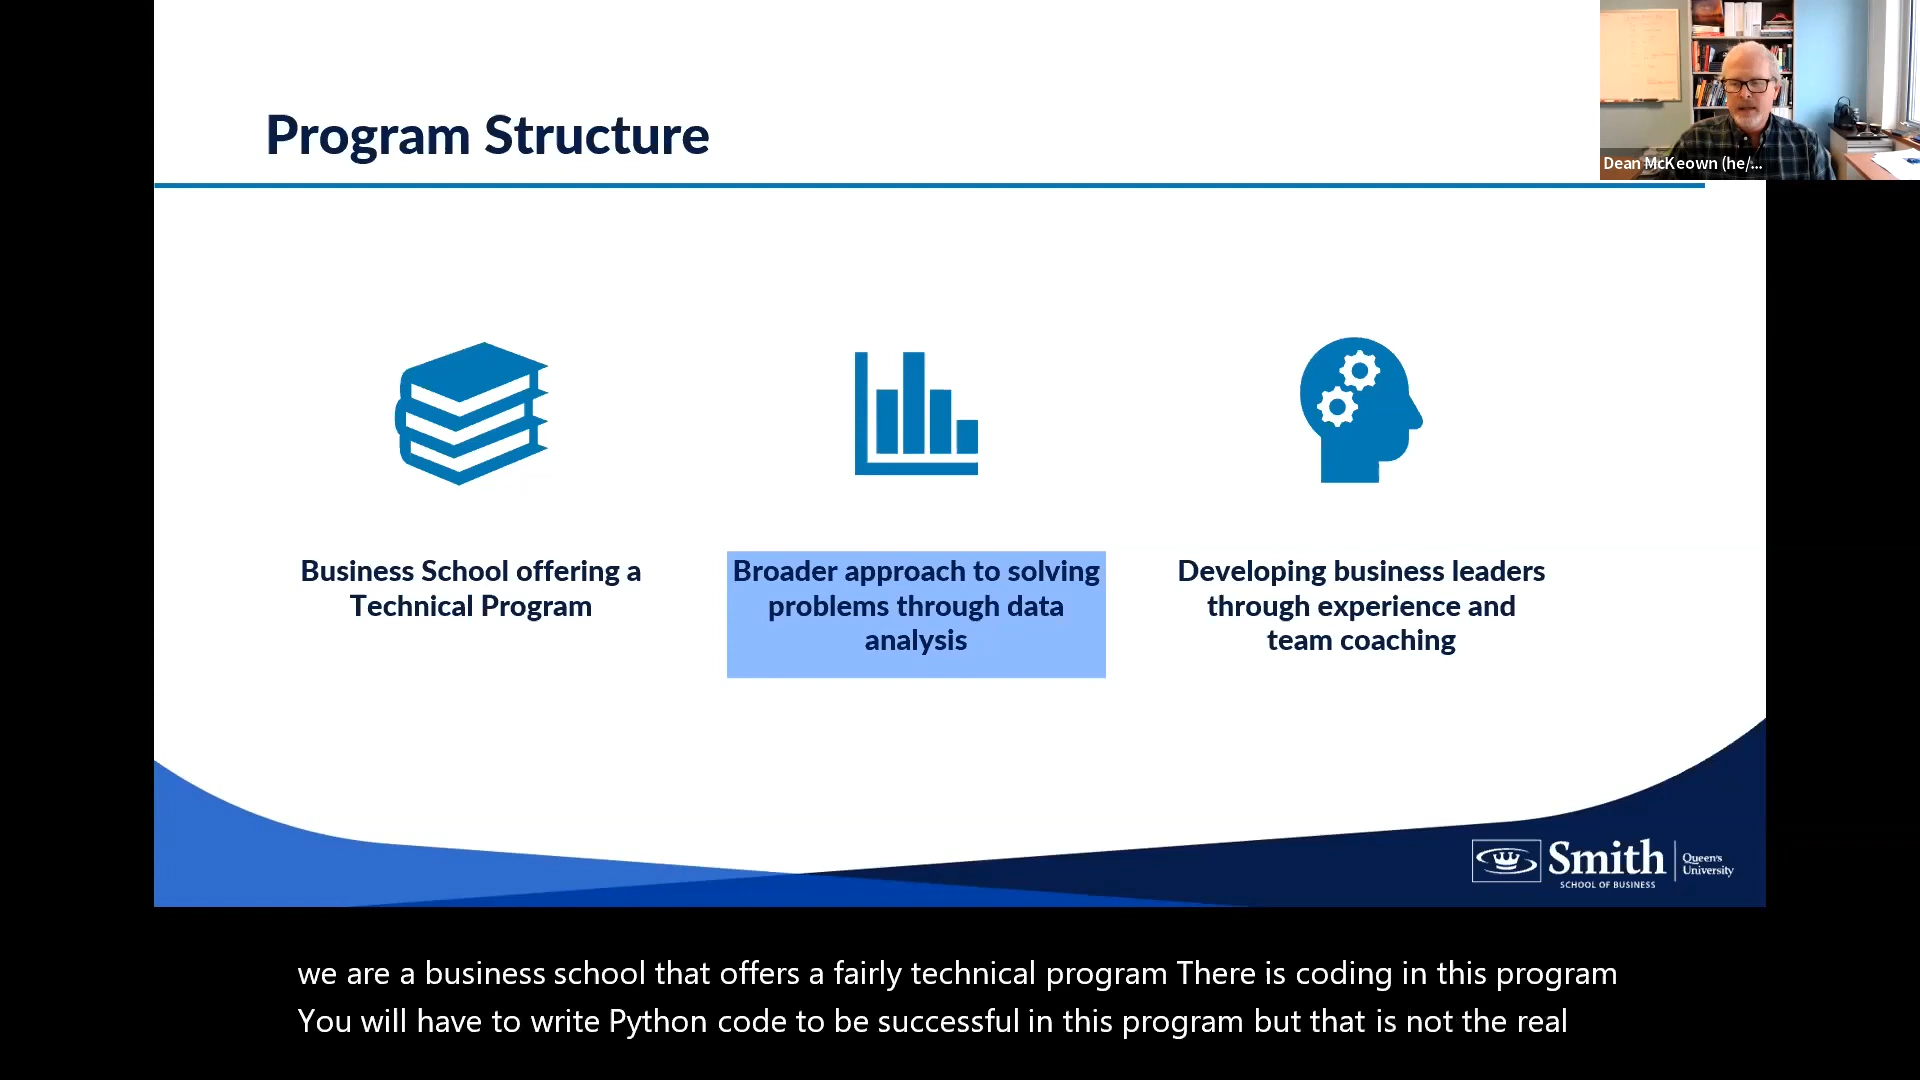 Program Structure
Dean McKeown (he/...
Business School offering a
Technical Program
Broader approach to solving
problems through data
analysis
Developing business leaders
through experience and
team coaching
Smith
SCHOOL OF BUSINESS
Queen's
University
we are a business school that offers a fairly technical program There is coding in this program
You will have to write Python code to be successful in this program but that is not the real